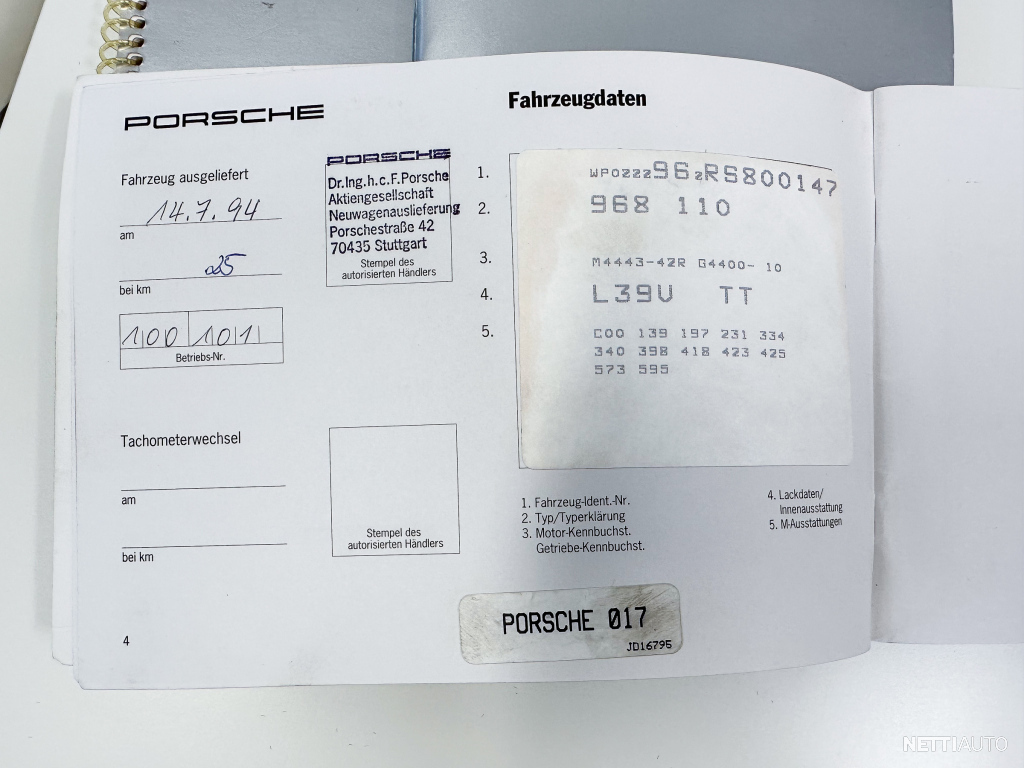 PORSCHE
Fahrzeug ausgeliefert
14.7.94
am
025
bei km
100 101
Betriebs-Nr.
PORSCHE
Dr.Ing.h.c.F.Porsche
Aktiengesellschaft
Neuwagenauslieferung
Porschestraße 42
70435 Stuttgart
Stempel des
autorisierten Händlers
Tachometerwechsel
am
bei km
Stempel des
autorisierten Händlers
4
Fahrzeugdaten
1. WP0ZZZ96ZRS800147
2. 968 110
3. M4443-42R G4400- 10
4. L39U TT
5. C00 139 197 231 334
340 398 418 423 425
573 595
1. Fahrzeug-Ident.-Nr.
2. Typ/Typerklärung
3. Motor-Kennbuchst.
Getriebe-Kennbuchst.
4. Lackdaten/
Innenausstattung
5. M-Ausstattungen
PORSCHE 017
JD16795
NETTIAUTO